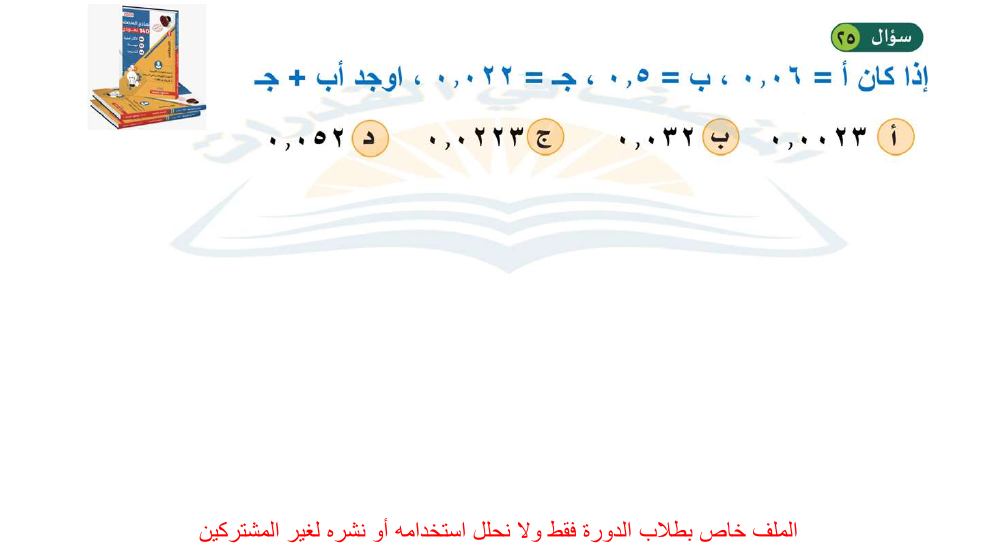 سؤال ٢٥
إذا كان أ = ٠,٠٦ ، ب = ٠,٥ ، جـ = ٠,٠٢٢ ، اوجد أب + جـ
أ ٠,٠٠٢٣ ب ٠,٠٣٢ ج ٠,٠٢٢٣ د ٠,٠٥٢
الملف خاص بطلاب الدورة فقط ولا نحلل استخدامه أو نشره لغير المشتركين